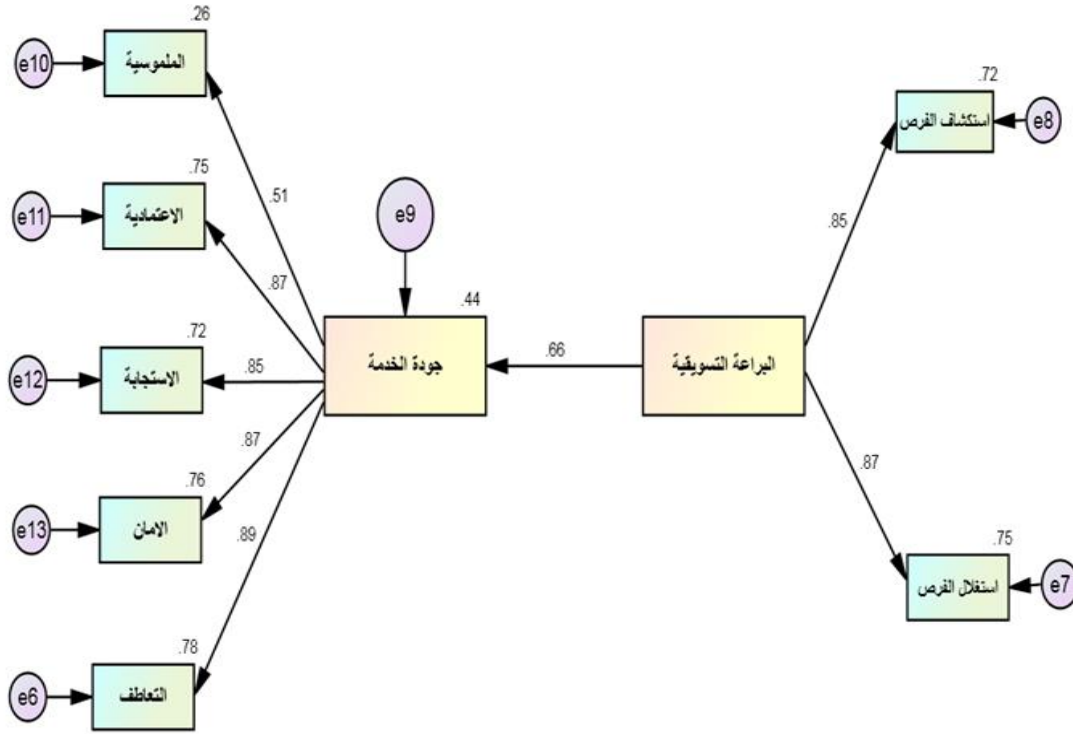 .26
الملموسية
e10
.72
استكشاف الفرص
e8
.75
الاعتمادية
e11
.51
e9
.85
.87
.44
جودة الخدمة
.66
البراعة التسويقية
.72
الاستجابة
e12
.85
.87
.87
.76
الامان
e13
.89
.75
استغلال الفرص
e7
.78
التعاطف
e6